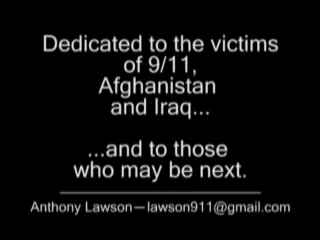 Dedicated to the victims
of 9/11,
Afghanistan
and Iraq...
...and to those
who may be next.
Anthony Lawson—lawson911@gmail.com